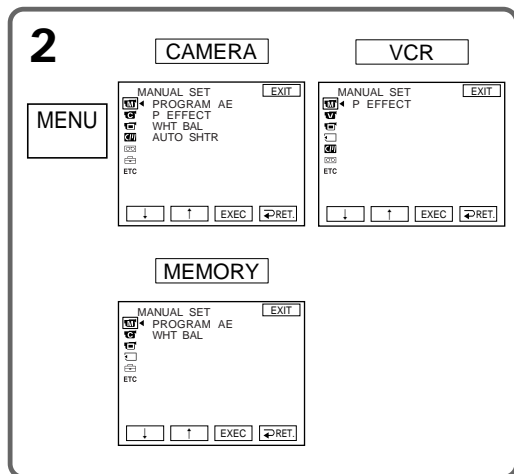 2
CAMERA
VCR
MENU
MANUAL SET EXIT
PROGRAM AE
P EFFECT
WHT BAL
AUTO SHTR
ETC
↓ ↑ EXEC RET.
MANUAL SET EXIT
P EFFECT
ETC
↓ ↑ EXEC RET.
MEMORY
MANUAL SET EXIT
PROGRAM AE
WHT BAL
ETC
↓ ↑ EXEC RET.